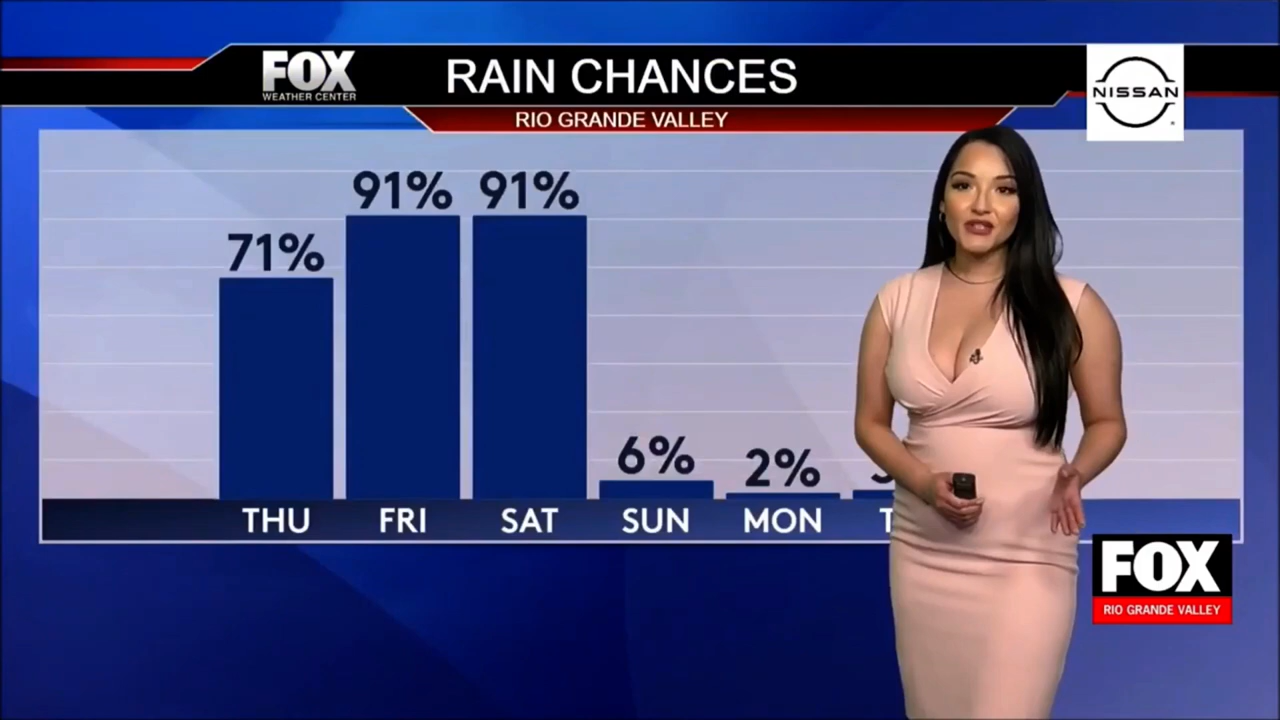 FOX
WEATHER CENTER
RAIN CHANCES
NISSAN
RIO GRANDE VALLEY
91% 91%
71%
6%
2%
THU FRI SAT SUN MON
FOX
RIO GRANDE VALLEY